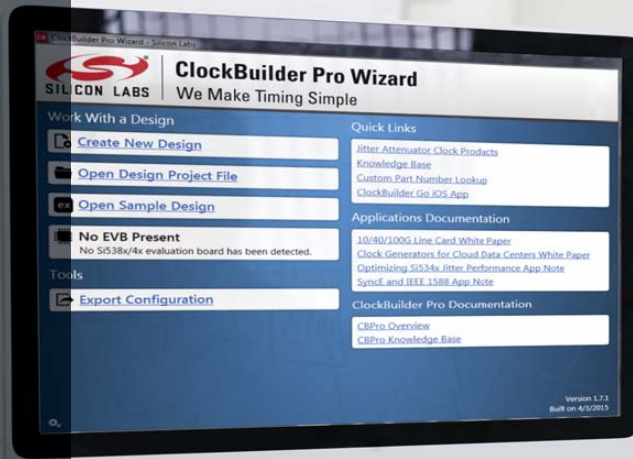 CB ClockBuilder Pro Wizard - Silicon Labs
SILICON LABS
ClockBuilder Pro Wizard
We Make Timing Simple
Work With a Design
Create New Design
Open Design Project File
ex Open Sample Design
No EVB Present
No Si538x/4x evaluation board has been detected.
Tools
Export Configuration
Quick Links
Jitter Attenuator Clock Products
Knowledge Base
Custom Part Number Lookup
ClockBuilder Go iOS App
Applications Documentation
10/40/100G Line Card White Paper
Clock Generators for Cloud Data Centers White Paper
Optimizing Si534x Jitter Performance App Note
SyncE and IEEE 1588 App Note
ClockBuilder Pro Documentation
CBPro Overview
CBPro Knowledge Base
Version 1.7.1
Built on 4/3/2015